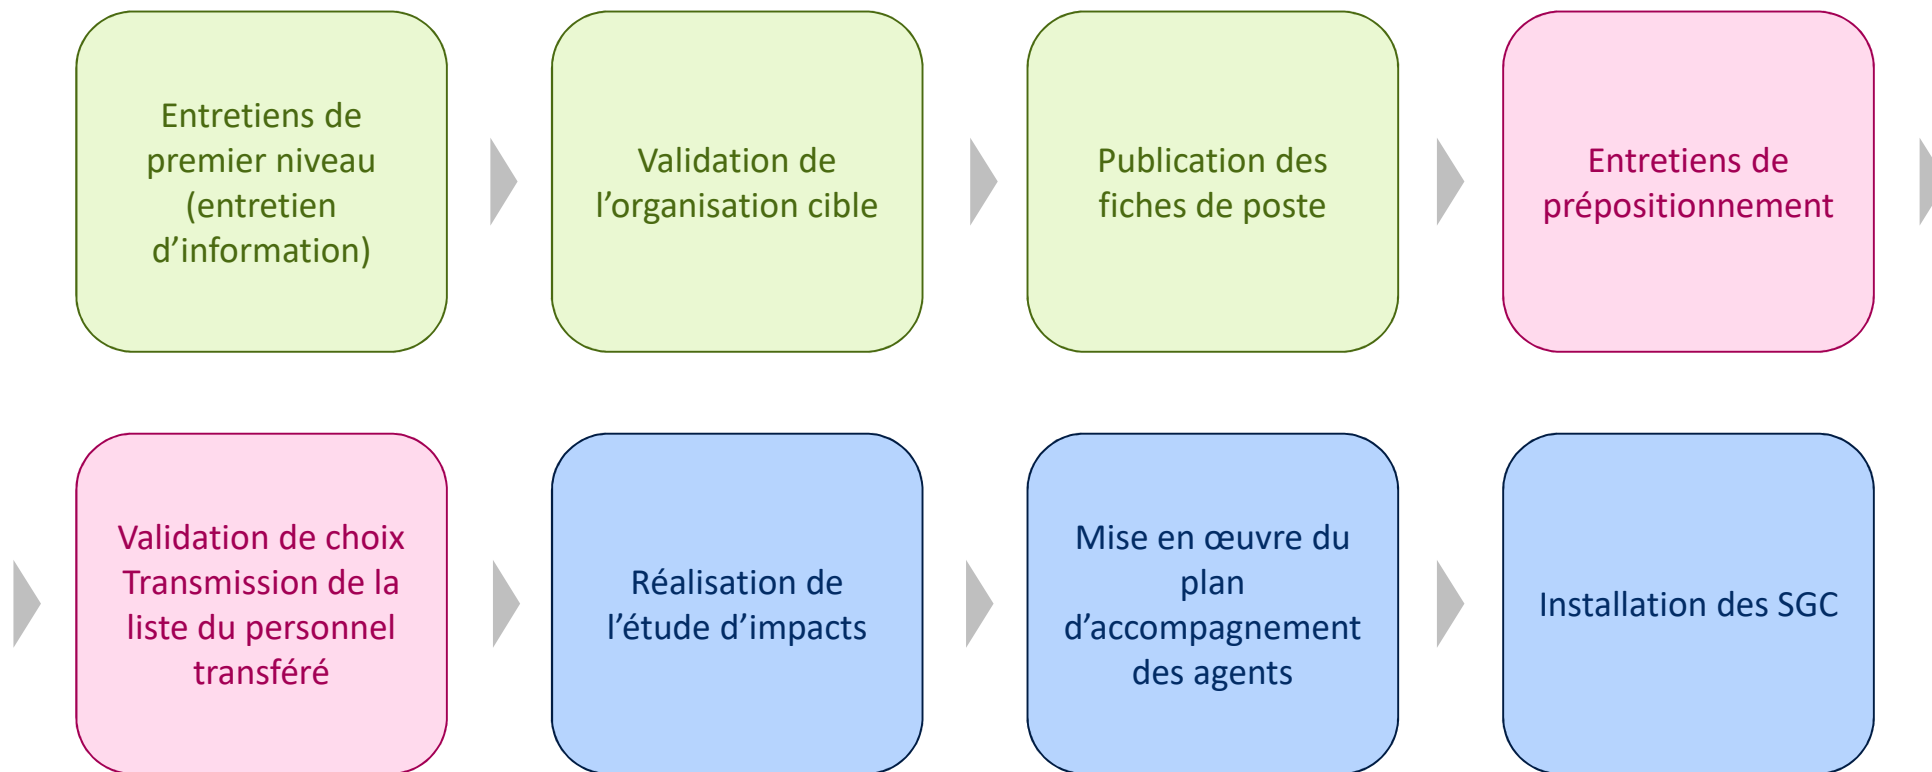 Entretiens de
premier niveau
(entretien
d’information)
Validation de
l’organisation cible
Publication des
fiches de poste
Entretiens de
prépositionnement
Validation de choix
Transmission de la
liste du personnel
transféré
Réalisation de
l’étude d’impacts
Mise en œuvre du
plan
d’accompagnement
des agents
Installation des SGC